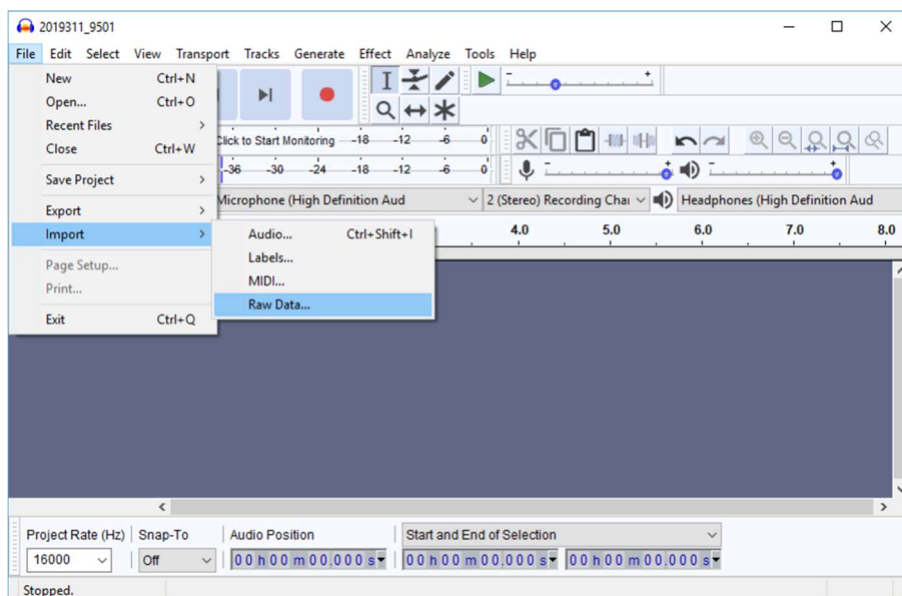 2019311_9501
File Edit Select View Transport Tracks Generate Effect Analyze Tools Help
New Ctrl+N
Open... Ctrl+O
Recent Files >
Close Ctrl+W
Save Project >
Export >
Import >
Page Setup...
Print...
Exit Ctrl+Q
Audio... Ctrl+Shift+I
Labels...
MIDI...
Raw Data...
Click to Start Monitoring -18 -12 -6 0
-36 -30 -24 -18 -12 -6 0
Microphone (High Definition Aud 2 (Stereo) Recording Chai Headphones (High Definition Aud
4.0 5.0 6.0 7.0 8.0
Project Rate (Hz) Snap-To Audio Position Start and End of Selection
16000 Off 00 h 00 m 00.000 s 00 h 00 m 00.000 s 00 h 00 m 00.000 s
Stopped.